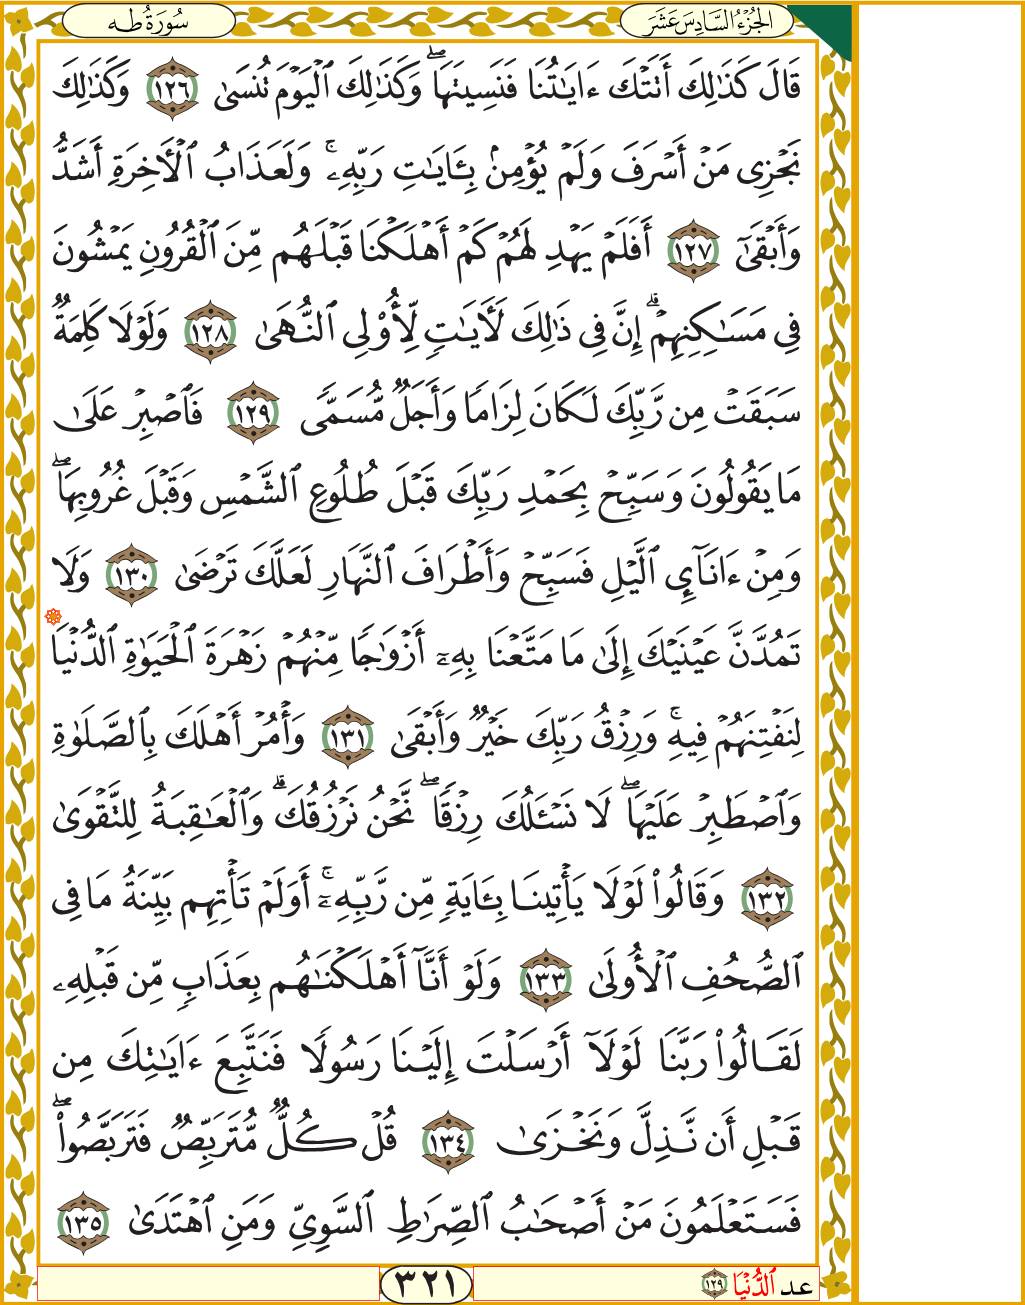 الجُزْءُ السَّادِسَ عَشَرَ
سُورَةُ طه
قَالَ كَذَٰلِكَ أَتَتْكَ ءَايَٰتُنَا فَنَسِيتَهَاۖ وَكَذَٰلِكَ ٱلْيَوْمَ تُنسَىٰ ١٢٦ وَكَذَٰلِكَ
نَجْزِى مَنْ أَسْرَفَ وَلَمْ يُؤْمِنۢ بِـَٔايَٰتِ رَبِّهِۦۚ وَلَعَذَابُ ٱلْأَخِرَةِ أَشَدُّ
وَأَبْقَىٰٓ ١٢٧ أَفَلَمْ يَهْدِ لَهُمْ كَمْ أَهْلَكْنَا قَبْلَهُم مِّنَ ٱلْقُرُونِ يَمْشُونَ
فِى مَسَٰكِنِهِمْۗ إِنَّ فِى ذَٰلِكَ لَأَيَٰتٍ لِّأُو۟لِى ٱلنُّهَىٰ ١٢٨ وَلَوْلَا كَلِمَةٌ
سَبَقَتْ مِن رَّبِّكَ لَكَانَ لِزَامًا وَأَجَلٌ مُّسَمًّى ١٢٩ فَٱصْبِرْ عَلَىٰ
مَا يَقُولُونَ وَسَبِّحْ بِحَمْدِ رَبِّكَ قَبْلَ طُلُوعِ ٱلشَّمْسِ وَقَبْلَ غُرُوبِهَاۖ
وَمِنْ ءَانَآئِ ٱلَّيْلِ فَسَبِّحْ وَأَطْرَافَ ٱلنَّهَارِ لَعَلَّكَ تَرْضَىٰ ١٣٠ وَلَا
تَمُدَّنَّ عَيْنَيْكَ إِلَىٰ مَا مَتَّعْنَا بِهِۦٓ أَزْوَٰجًا مِّنْهُمْ زَهْرَةَ ٱلْحَيَوٰةِ ٱلدُّنْيَا
لِنَفْتِنَهُمْ فِيهِۚ وَرِزْقُ رَبِّكَ خَيْرٌ وَأَبْقَىٰ ١٣١ وَأْمُرْ أَهْلَكَ بِٱلصَّلَوٰةِ
وَٱصْطَبِرْ عَلَيْهَاۖ لَا نَسْـَٔلُكَ رِزْقًاۖ نَّحْنُ نَرْزُقُكَۗ وَٱلْعَٰقِبَةُ لِلتَّقْوَىٰ
١٣٢ وَقَالُوا۟ لَوْلَا يَأْتِينَا بِـَٔايَةٍ مِّن رَّبِّهِۦٓۚ أَوَلَمْ تَأْتِهِم بَيِّنَةُ مَا فِى
ٱلصُّحُفِ ٱلْأُولَىٰ ١٣٣ وَلَوْ أَنَّآ أَهْلَكْنَٰهُم بِعَذَابٍ مِّن قَبْلِهِۦ
لَقَالُوا۟ رَبَّنَا لَوْلَآ أَرْسَلْتَ إِلَيْنَا رَسُولًا فَنَتَّبِعَ ءَايَٰتِكَ مِن
قَبْلِ أَن نَّذِلَّ وَنَخْزَىٰ ١٣٤ قُلْ كُلٌّ مُّتَرَبِّصٌ فَتَرَبَّصُوا۟ۖ
فَسَتَعْلَمُونَ مَنْ أَصْحَٰبُ ٱلصِّرَٰطِ ٱلسَّوِىِّ وَمَنِ ٱهْتَدَىٰ ١٣٥
عد ٱلدُّنْيَا ١٢٩
٣٢١